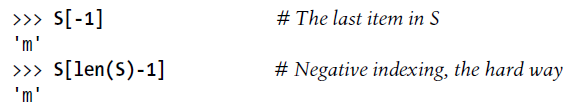 >>> S[-1] # The last item in S
'm'
>>> S[len(S)-1] # Negative indexing, the hard way
'm'